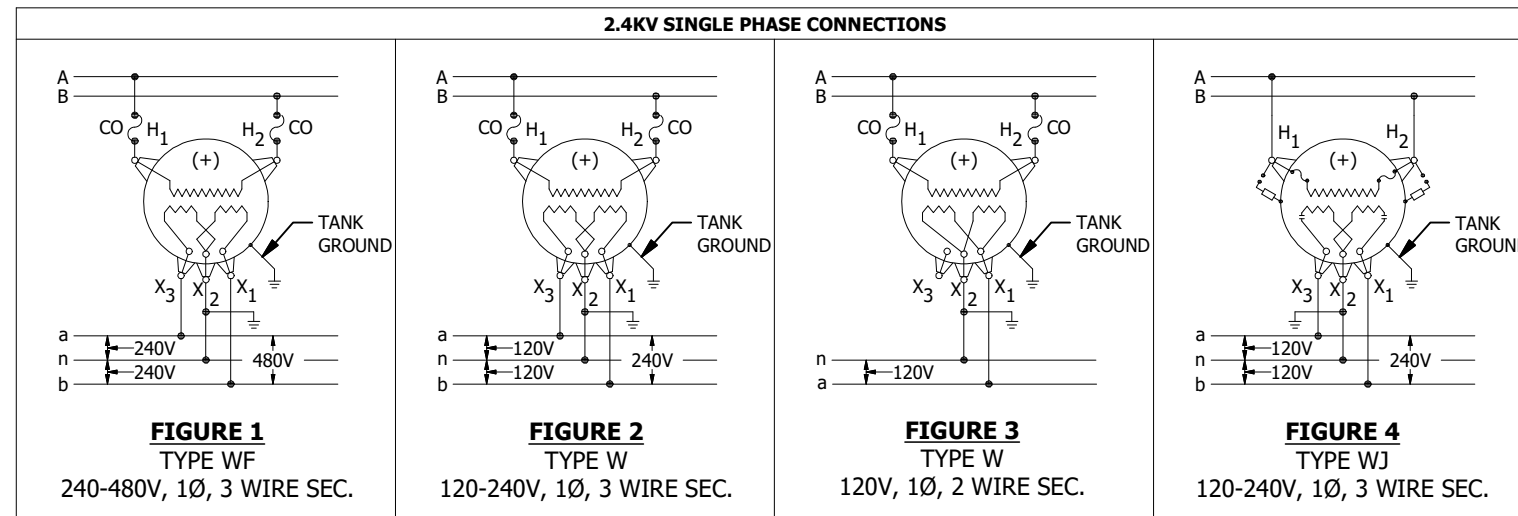 2.4KV SINGLE PHASE CONNECTIONS
A
B
CO H1 H2 CO
(+)
TANK
GROUND
X3 X2 X1
a
240V
n 480V
240V
b
FIGURE 1
TYPE WF
240-480V, 1Ø, 3 WIRE SEC.
A
B
CO H1 H2 CO
(+)
TANK
GROUND
X3 X2 X1
a
120V
n 240V
120V
b
FIGURE 2
TYPE W
120-240V, 1Ø, 3 WIRE SEC.
A
B
CO H1 H2 CO
(+)
TANK
GROUND
X3 X2 X1
n
120V
a
FIGURE 3
TYPE W
120V, 1Ø, 2 WIRE SEC.
A
B
H1 H2
(+)
TANK
GROUN
X3 X2 X1
a
120V
n 240V
120V
b
FIGURE 4
TYPE WJ
120-240V, 1Ø, 3 WIRE SEC.